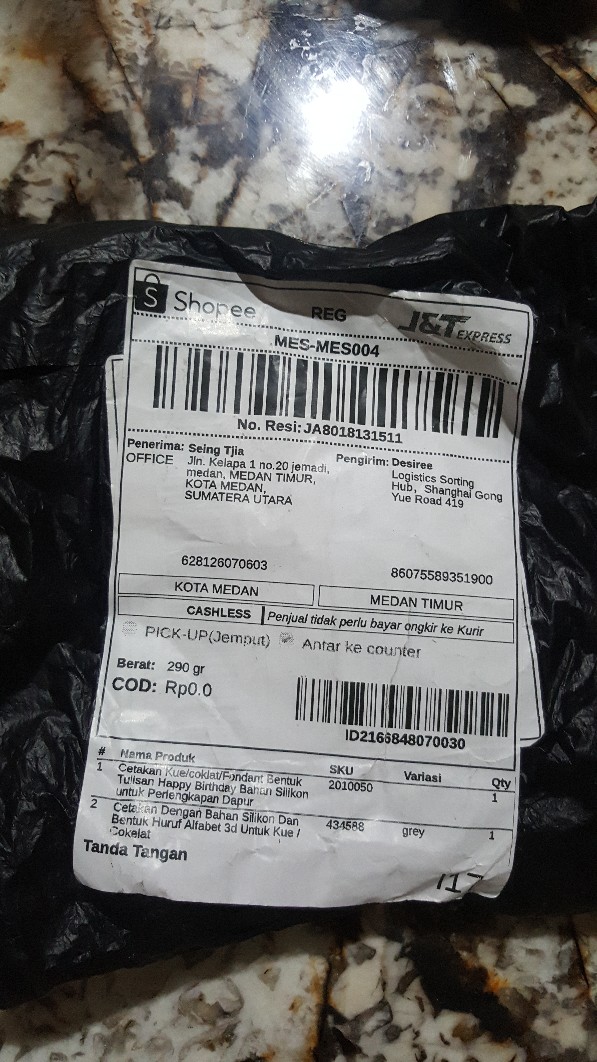 S Shopee REG J&T EXPRESS
MES-MES004
No. Resi: JA8018131511
Penerima: Seing Tjia
OFFICE Jln. Kelapa 1 no.20 jemadi,
medan, MEDAN TIMUR,
KOTA MEDAN,
SUMATERA UTARA
628126070603
Pengirim: Desiree
Logistics Sorting
Hub, Shanghai Gong
Yue Road 419
86075589351900
KOTA MEDAN MEDAN TIMUR
CASHLESS Penjual tidak perlu bayar ongkir ke Kurir
PICK-UP(Jemput) Antar ke counter
Berat: 290 gr
COD: Rp0.0
ID2166848070030
# Nama Produk SKU Variasi Qty
1 Cetakan Kue/coklat/Fondant Bentuk 2010050 1
Tulisan Happy Birthday Bahan Silikon
untuk Perlengkapan Dapur
2 Cetakan Dengan Bahan Silikon Dan 434588 grey 1
Bentuk Huruf Alfabet 3d Untuk Kue /
Cokelat
Tanda Tangan
117